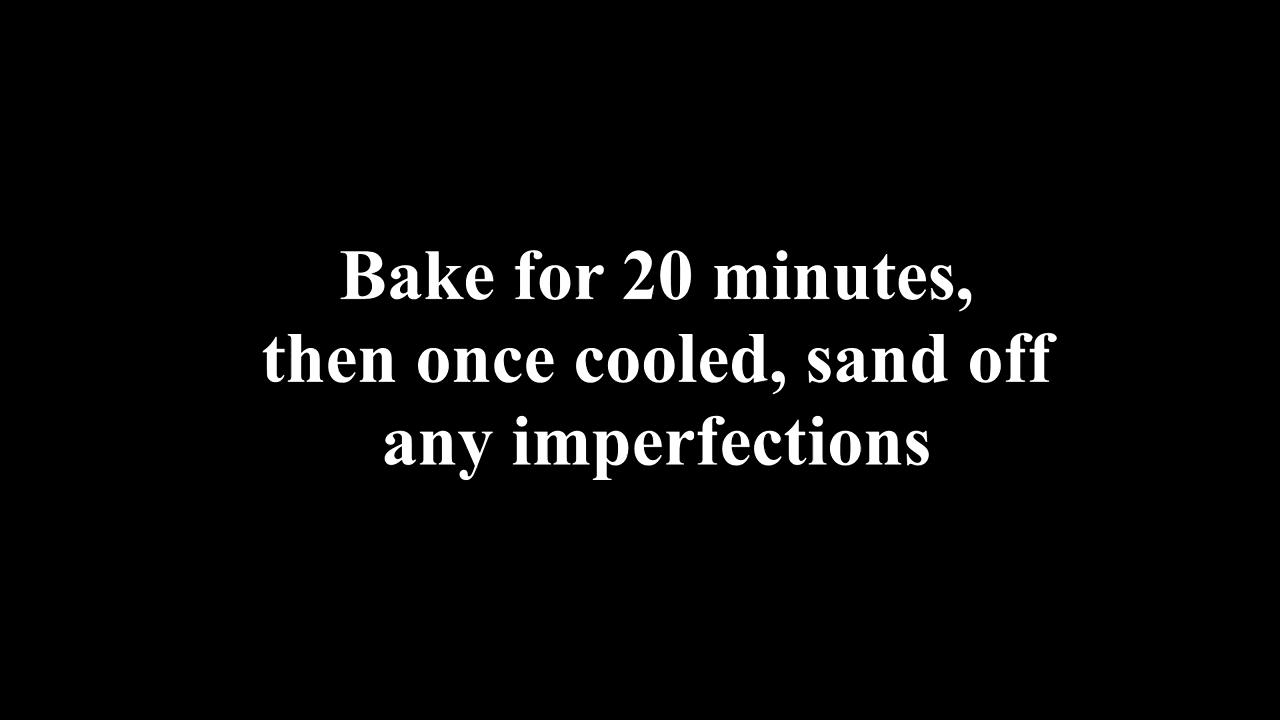 Bake for 20 minutes,
then once cooled, sand off
any imperfections